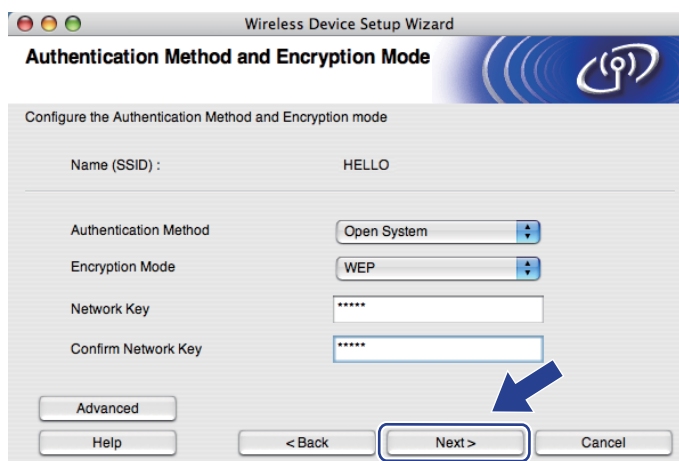 Wireless Device Setup Wizard
Authentication Method and Encryption Mode
Configure the Authentication Method and Encryption mode
Name (SSID) : HELLO
Authentication Method Open System
Encryption Mode WEP
Network Key *****
Confirm Network Key *****
Advanced
Help < Back Next > Cancel